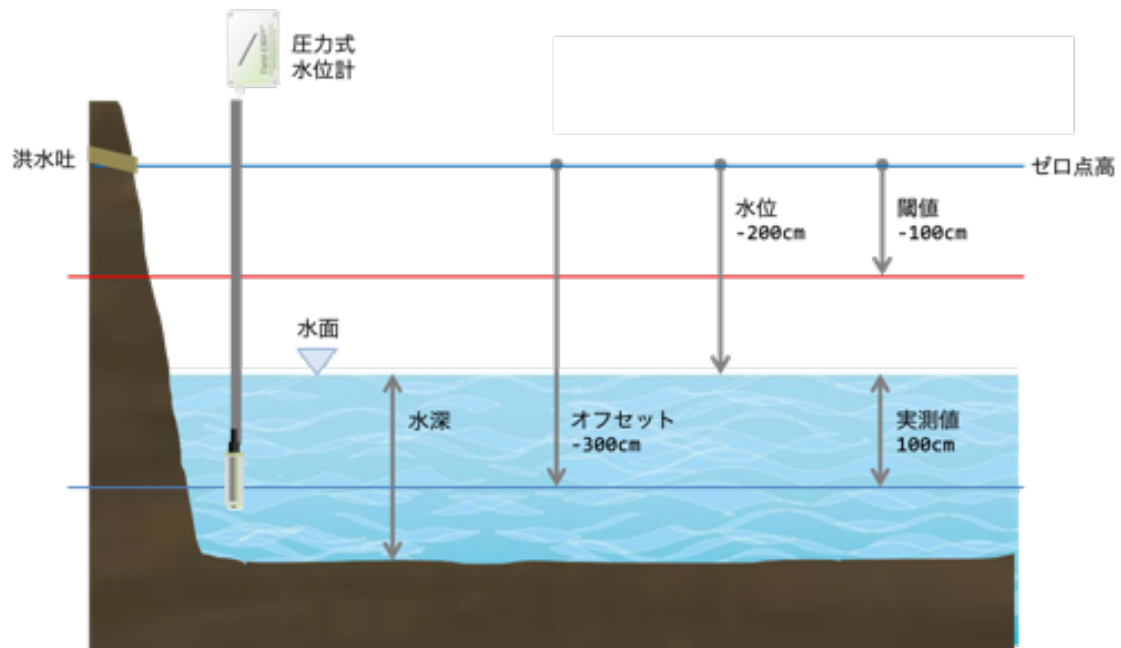 圧力式
水位計
洪水吐
ゼロ点高
水位
-200cm
閾値
-100cm
水面
水深
オフセット
-300cm
実測値
100cm